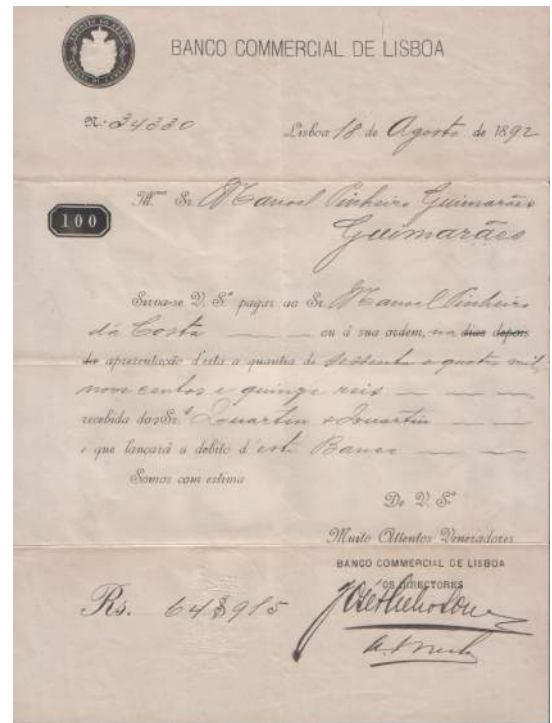 BANCO COMMERCIAL DE LISBOA
N.º 34330
Lisboa 18 de Agosto de 1892
Ill.mo Sr. Manoel Pinheiro Guimarães
100
Guimarães
Sirva-se V. S.ª pagar ao Sr. Manoel Pinheiro
da Costa ou á sua ordem, na dias depois
da apresentação d'esta a quantia de sessenta e quatro mil
nove centos e quinze reis
recebida dos Sr.s
e que lançará a debito d'este Banco
Somos com estima
De V. S.ª
Muito Attentos Veneradores
BANCO COMMERCIAL DE LISBOA
OS DIRECTORES
Rs. 64$915